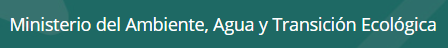 Ministerio del Ambiente, Agua y Transición Ecológica